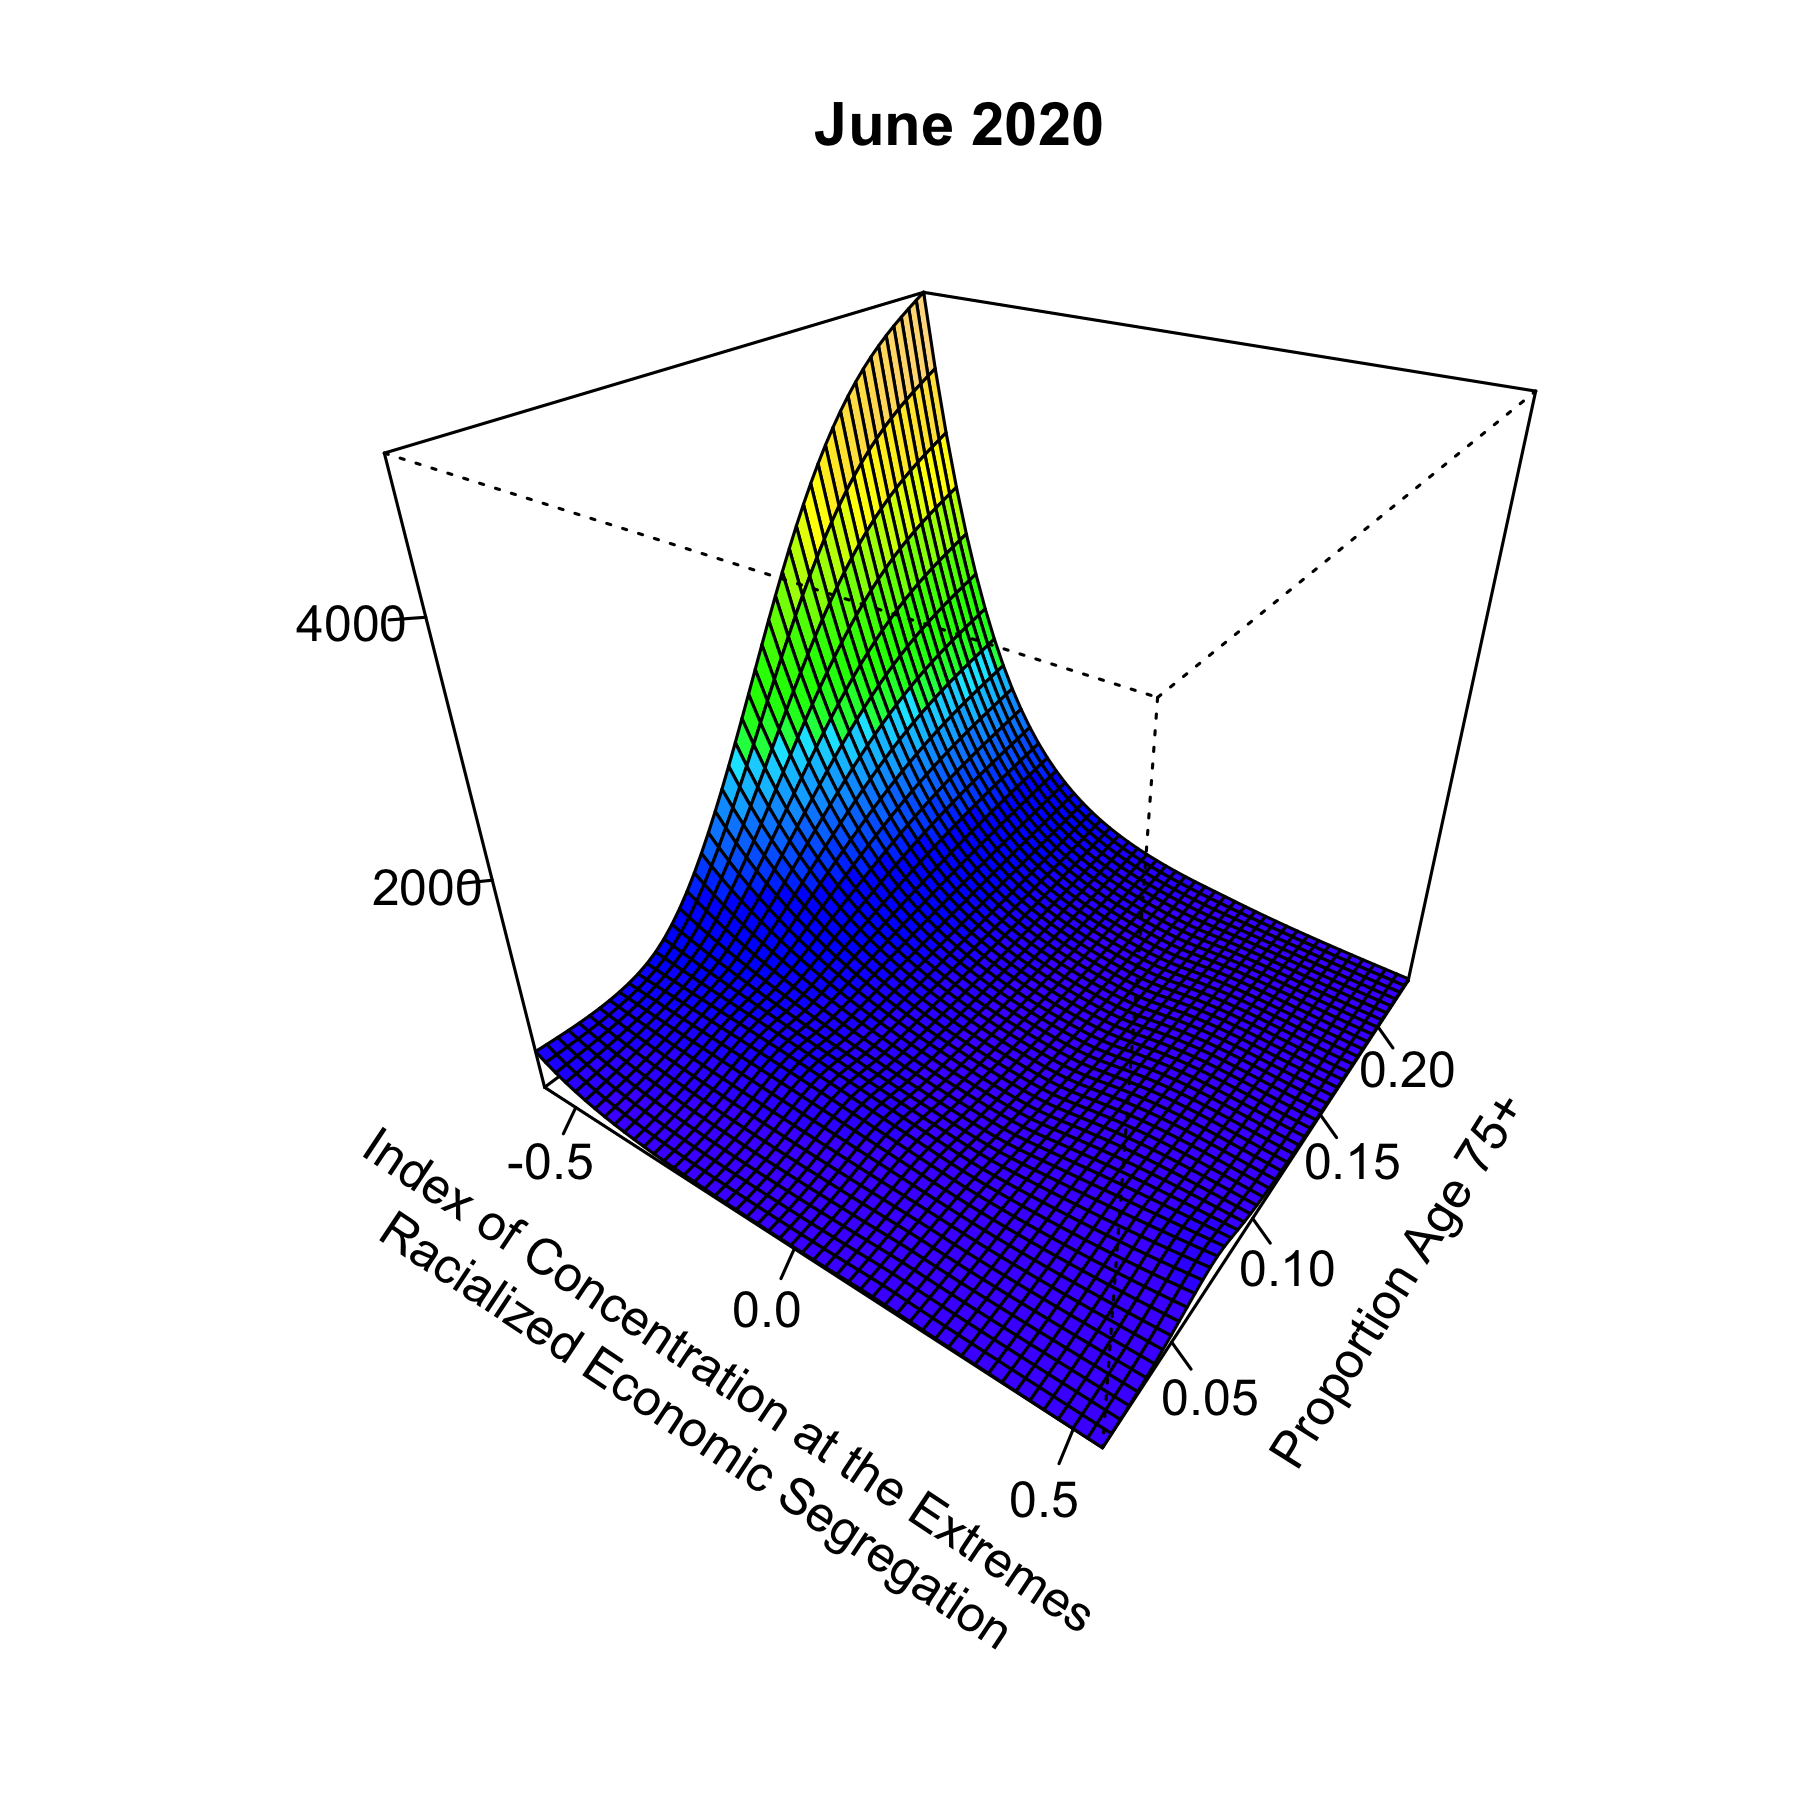 June 2020
4000
2000
-0.5
0.0
0.5
Index of Concentration at the Extremes
Racialized Economic Segregation
0.05
0.10
0.15
0.20
Proportion Age 75+